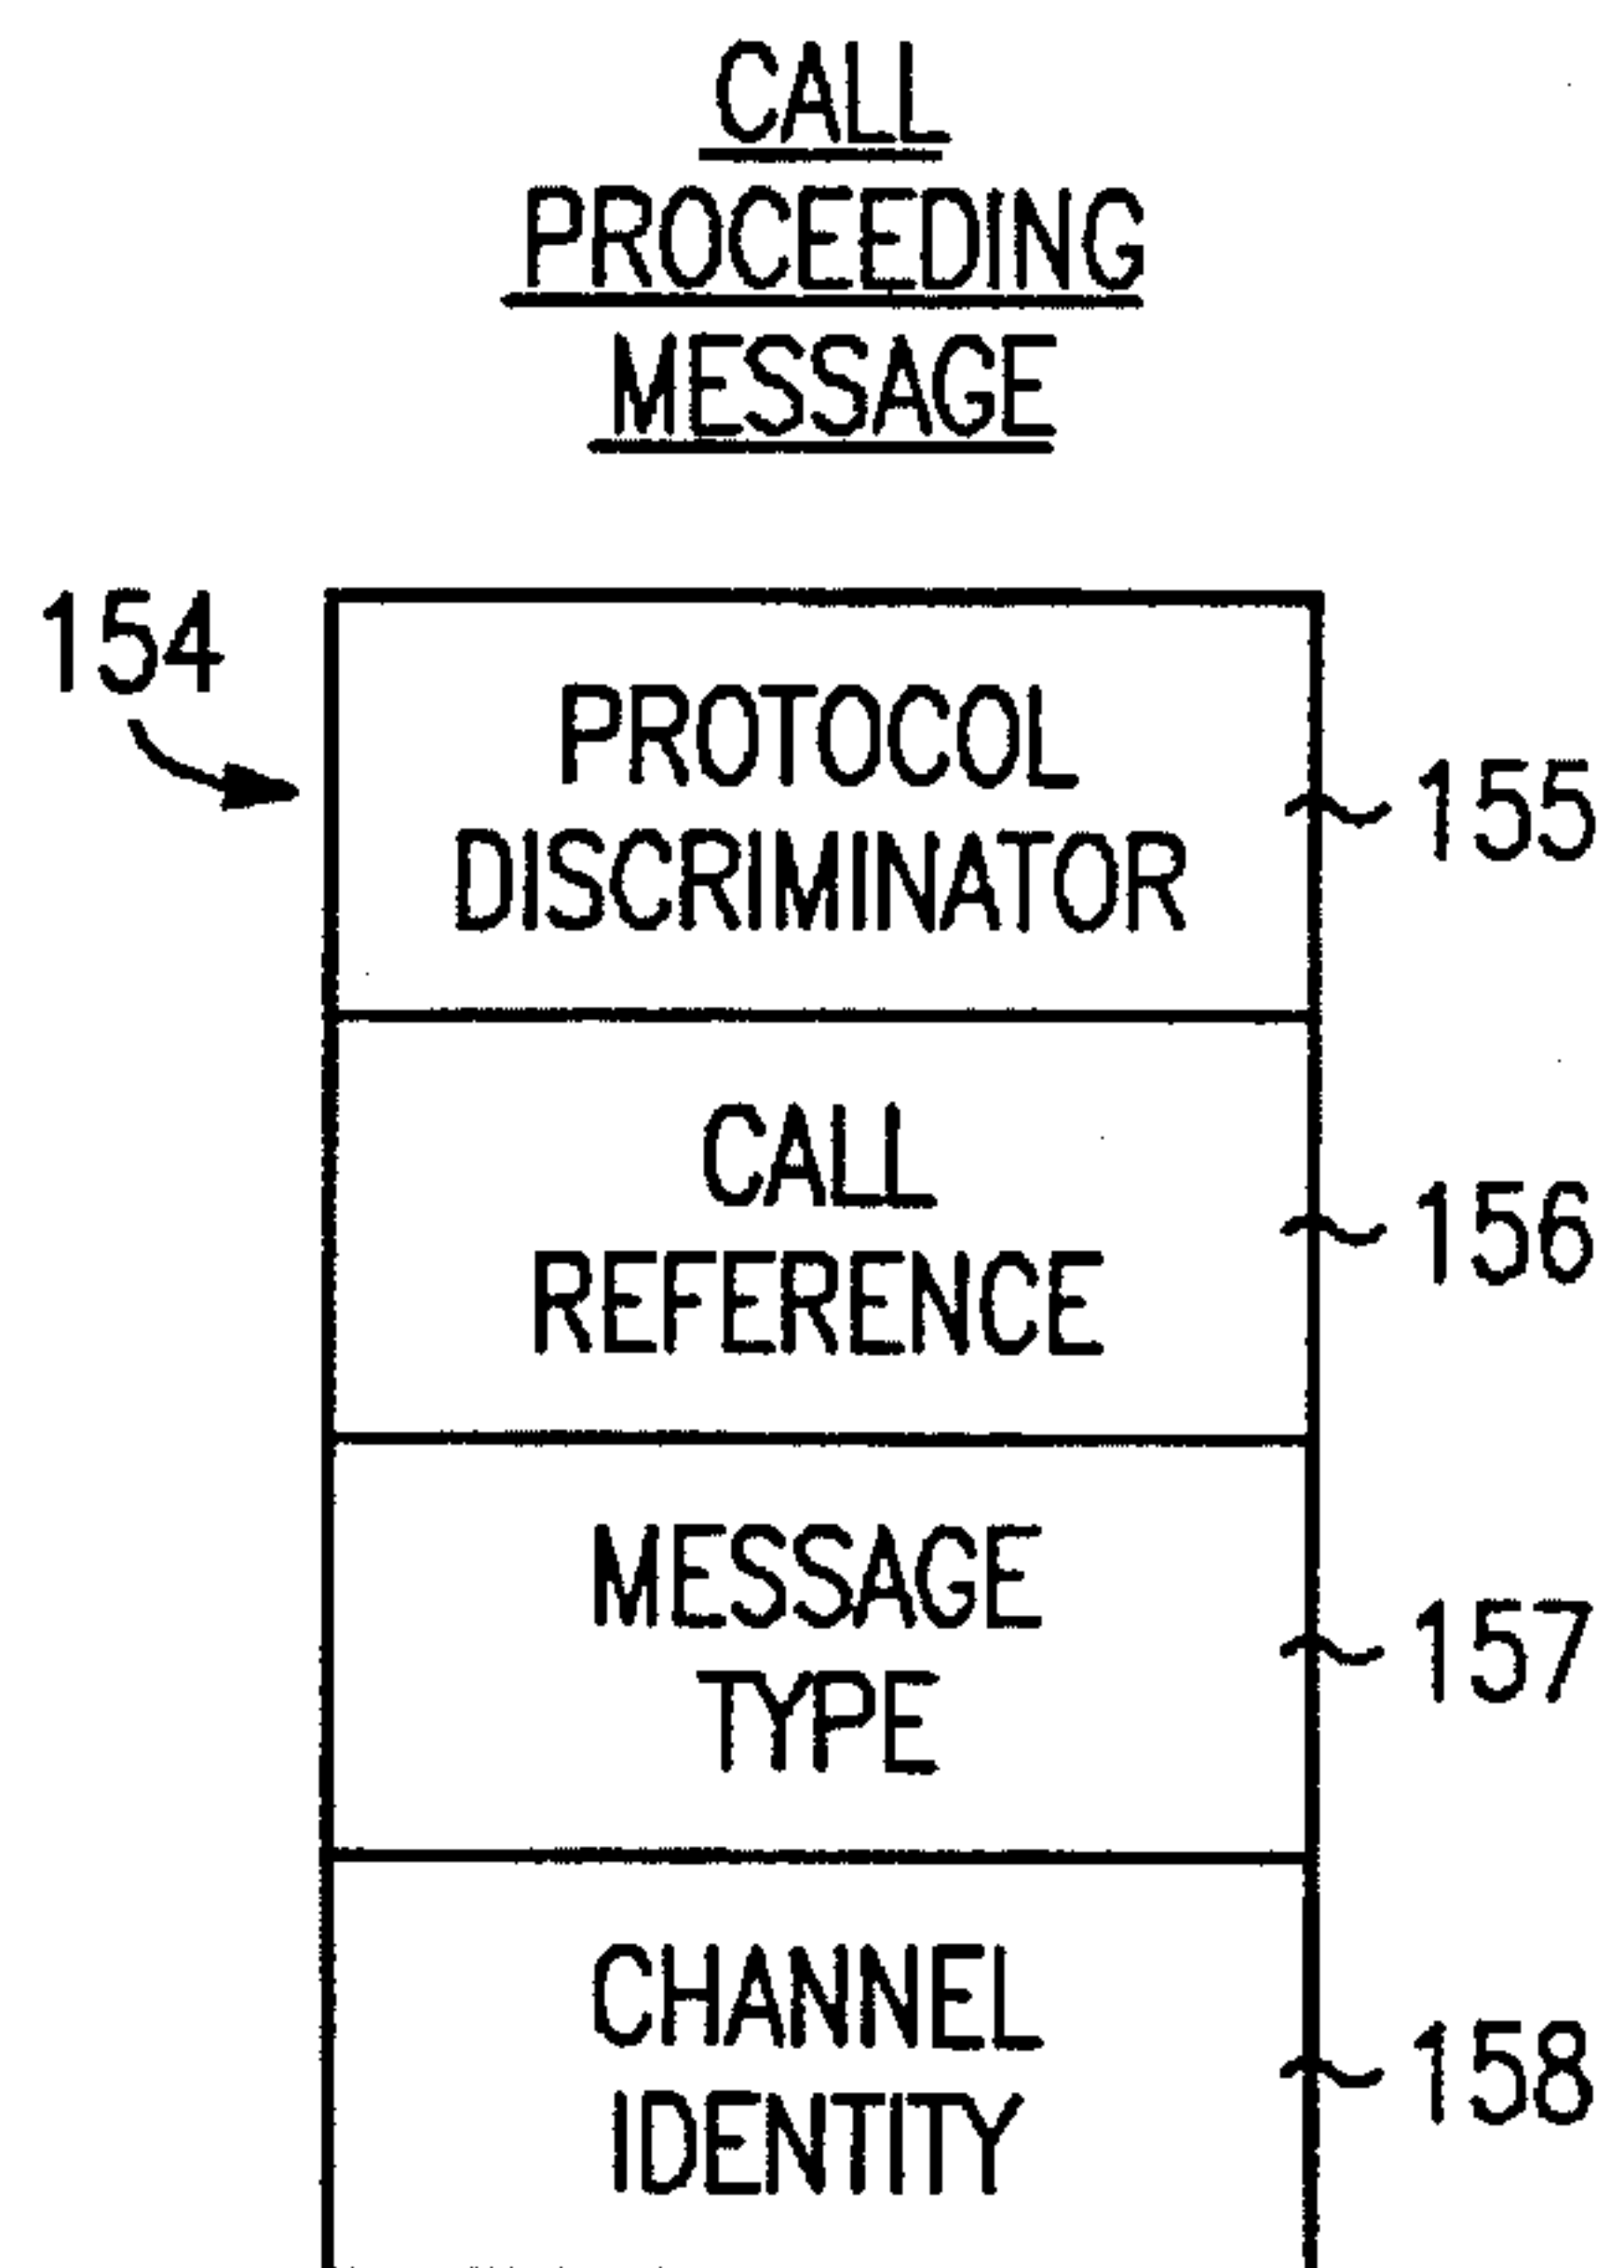 CALL
PROCEEDING
MESSAGE
154
PROTOCOL
DISCRIMINATOR
155
CALL
REFERENCE
156
MESSAGE
TYPE
157
CHANNEL
IDENTITY
158